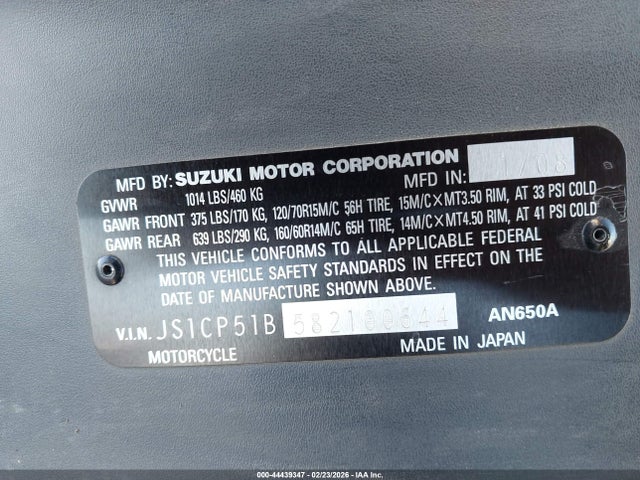 MFD BY: SUZUKI MOTOR CORPORATION MFD IN: 11/08
GVWR 1014 LBS/460 KG
GAWR FRONT 375 LBS/170 KG, 120/70R15M/C 56H TIRE, 15M/C×MT3.50 RIM, AT 33 PSI COLD
GAWR REAR 639 LBS/290 KG, 160/60R14M/C 65H TIRE, 14M/C×MT4.50 RIM, AT 41 PSI COLD
THIS VEHICLE CONFORMS TO ALL APPLICABLE FEDERAL
MOTOR VEHICLE SAFETY STANDARDS IN EFFECT ON THE
DATE OF MANUFACTURE SHOWN ABOVE.
V.I.N. JS1CP51B582100644 AN650A
MOTORCYCLE MADE IN JAPAN
000-44439347 - 02/23/2026 - IAA Inc.